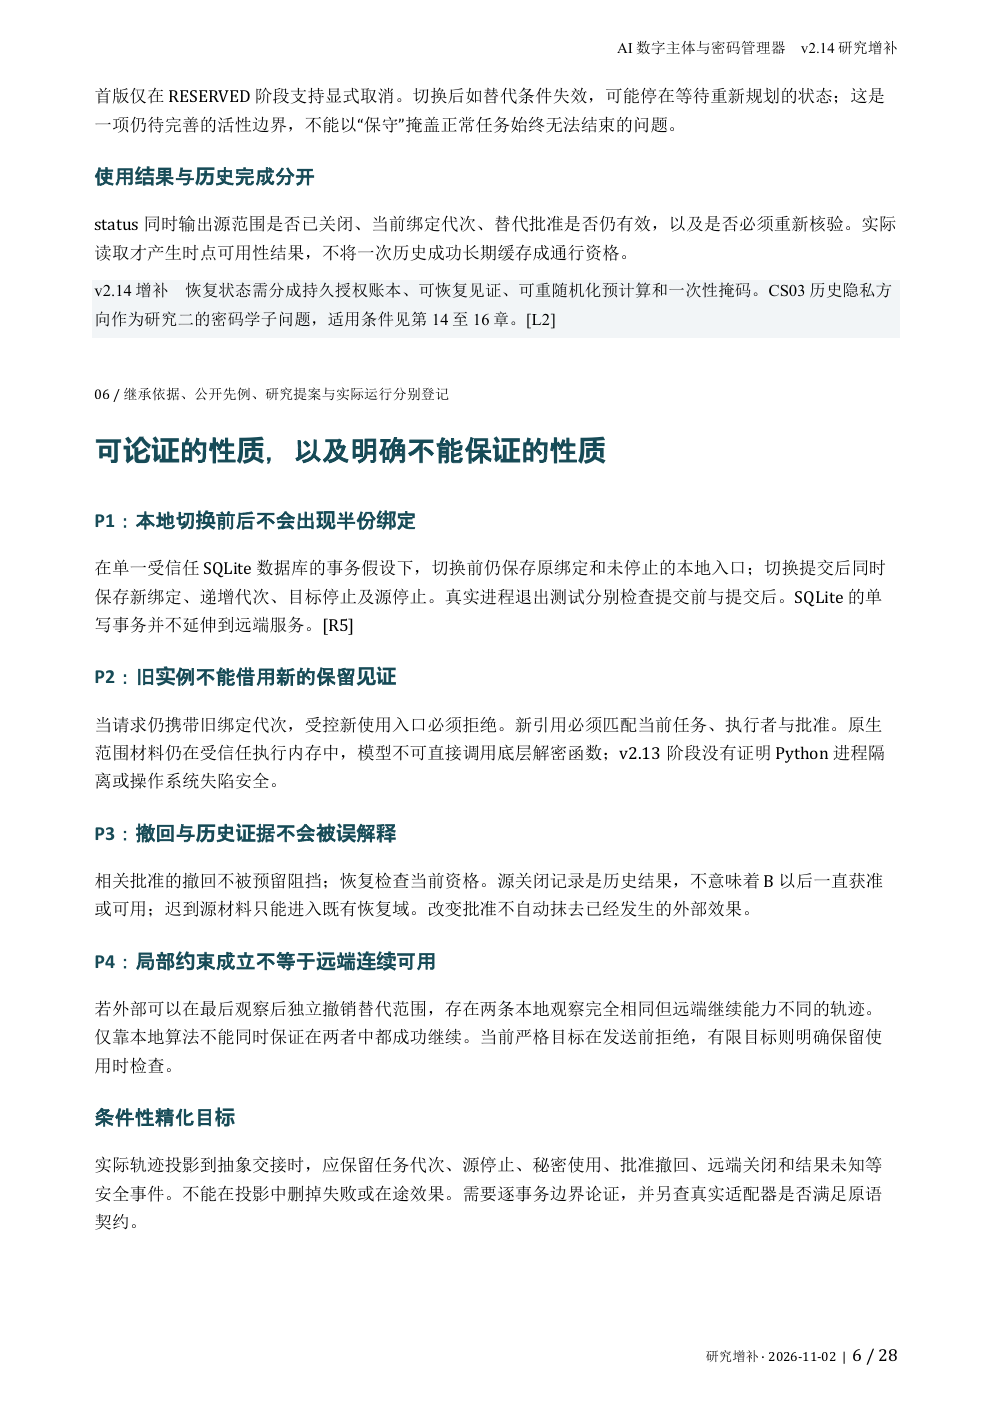 AI 数字主体与密码管理器 v2.14 研究增补
首版仅在 RESERVED 阶段支持显式取消。切换后如替代条件失效，可能停在等待重新规划的状态；这是
一项仍待完善的活性边界，不能以“保守”掩盖正常任务始终无法结束的问题。
使用结果与历史完成分开
status 同时输出源范围是否已关闭、当前绑定代次、替代批准是否仍有效，以及是否必须重新核验。实际
读取才产生时点可用性结果，不将一次历史成功长期缓存成通行资格。
v2.14 增补 恢复状态需分成持久授权账本、可恢复见证、可重随机化预计算和一次性掩码。CS03 历史隐私方
向作为研究二的密码学子问题，适用条件见第 14 至 16 章。[L2]
06 / 继承依据、公开先例、研究提案与实际运行分别登记
可论证的性质，以及明确不能保证的性质
P1：本地切换前后不会出现半份绑定
在单一受信任 SQLite 数据库的事务假设下，切换前仍保存原绑定和未停止的本地入口；切换提交后同时
保存新绑定、递增代次、目标停止及源停止。真实进程退出测试分别检查提交前与提交后。SQLite 的单
写事务并不延伸到远端服务。[R5]
P2：旧实例不能借用新的保留见证
当请求仍携带旧绑定代次，受控新使用入口必须拒绝。新引用必须匹配当前任务、执行者与批准。原生
范围材料仍在受信任执行内存中，模型不可直接调用底层解密函数；v2.13 阶段没有证明 Python 进程隔
离或操作系统失陷安全。
P3：撤回与历史证据不会被误解释
相关批准的撤回不被预留阻挡；恢复检查当前资格。源关闭记录是历史结果，不意味着 B 以后一直获准
或可用；迟到源材料只能进入既有恢复域。改变批准不自动抹去已经发生的外部效果。
P4：局部约束成立不等于远端连续可用
若外部可以在最后观察后独立撤销替代范围，存在两条本地观察完全相同但远端继续能力不同的轨迹。
仅靠本地算法不能同时保证在两者中都成功继续。当前严格目标在发送前拒绝，有限目标则明确保留使
用时检查。
条件性精化目标
实际轨迹投影到抽象交接时，应保留任务代次、源停止、秘密使用、批准撤回、远端关闭和结果未知等
安全事件。不能在投影中删掉失败或在途效果。需要逐事务边界论证，并另查真实适配器是否满足原语
契约。
研究增补 · 2026-11-02 | 6 / 28